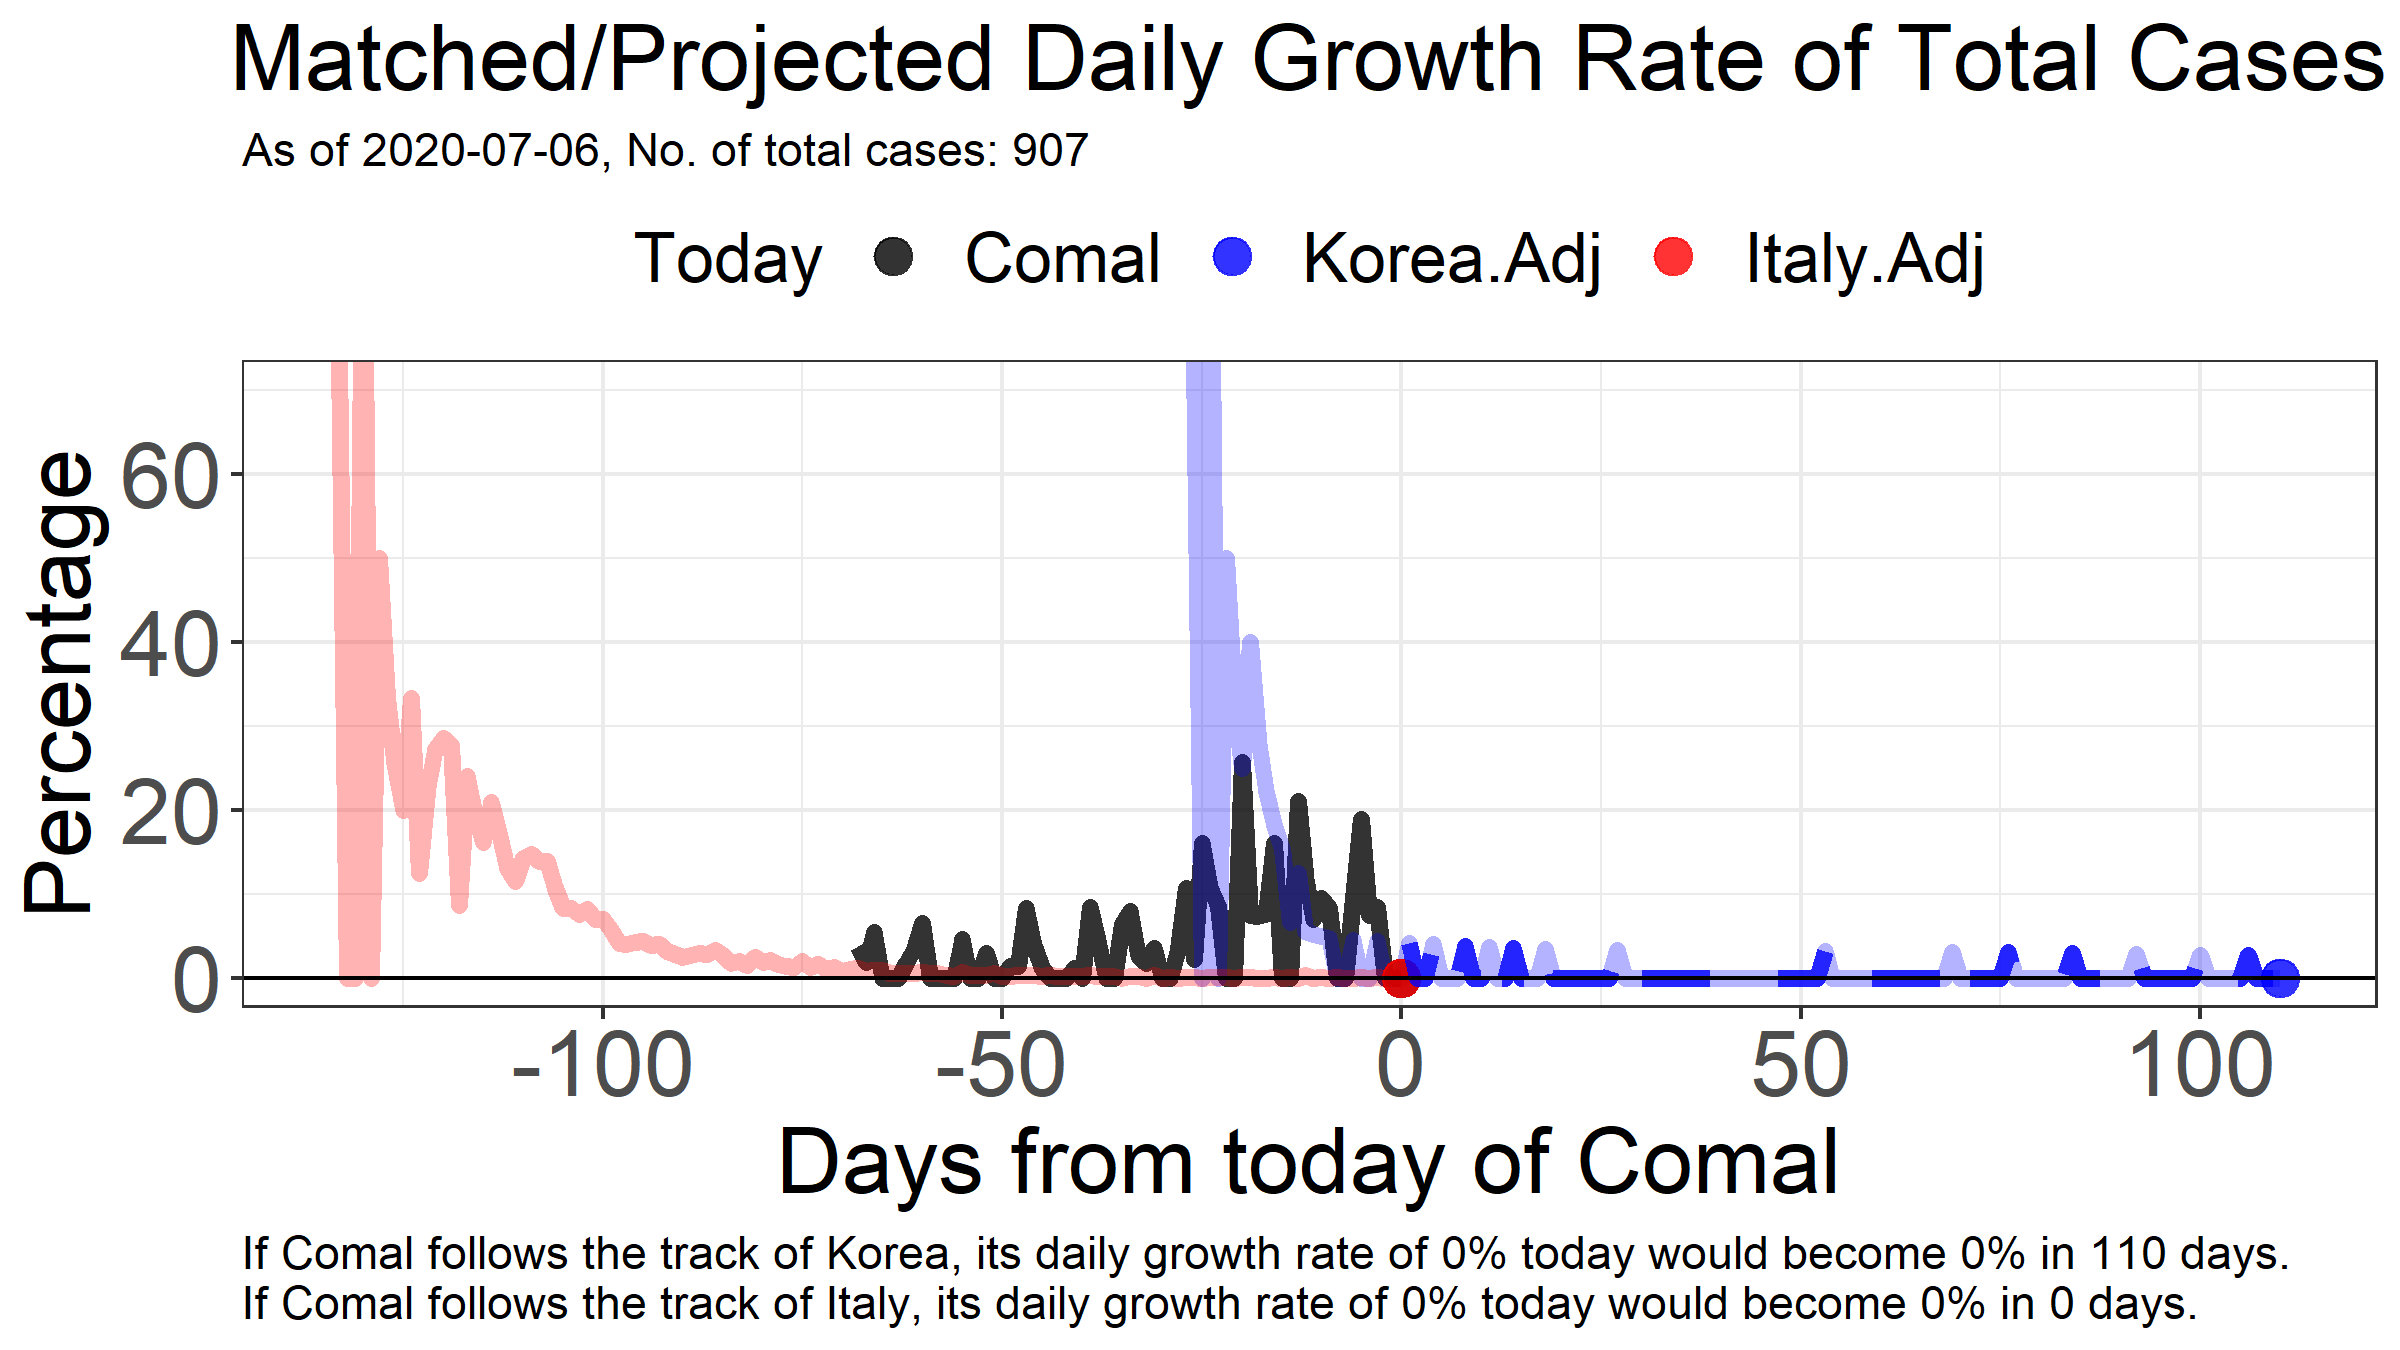 Matched/Projected Daily Growth Rate of Total Cases
As of 2020-07-06, No. of total cases: 907
Today Comal Korea.Adj Italy.Adj
Percentage
60
40
20
0
-100 -50 0 50 100
Days from today of Comal
If Comal follows the track of Korea, its daily growth rate of 0% today would become 0% in 110 days.
If Comal follows the track of Italy, its daily growth rate of 0% today would become 0% in 0 days.